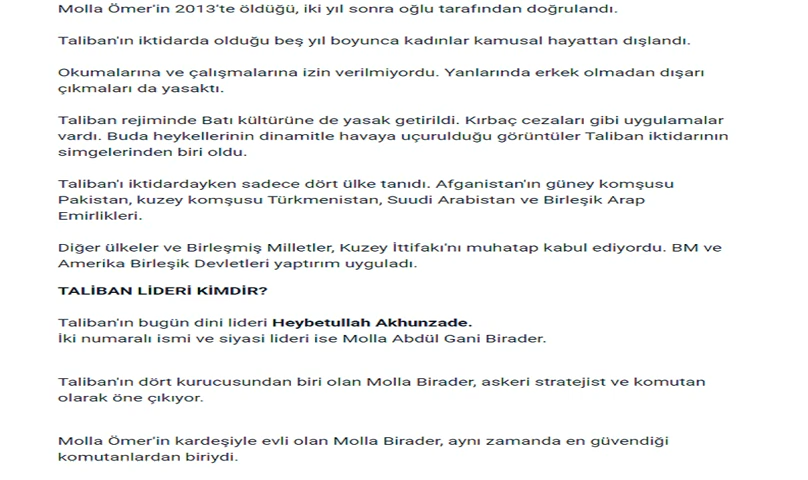 Molla Ömer'in 2013'te öldüğü, iki yıl sonra oğlu tarafından doğrulandı.
Taliban'ın iktidarda olduğu beş yıl boyunca kadınlar kamusal hayattan dışlandı.
Okumalarına ve çalışmalarına izin verilmiyordu. Yanlarında erkek olmadan dışarı
çıkmaları da yasaktı.
Taliban rejiminde Batı kültürüne de yasak getirildi. Kırbaç cezaları gibi uygulamalar
vardı. Buda heykellerinin dinamitle havaya uçurulduğu görüntüler Taliban iktidarının
simgelerinden biri oldu.
Taliban'ı iktidardayken sadece dört ülke tanıdı. Afganistan'ın güney komşusu
Pakistan, kuzey komşusu Türkmenistan, Suudi Arabistan ve Birleşik Arap
Emirlikleri.
Diğer ülkeler ve Birleşmiş Milletler, Kuzey İttifakı'nı muhatap kabul ediyordu. BM ve
Amerika Birleşik Devletleri yaptırım uyguladı.
TALİBAN LİDERİ KİMDİR?
Taliban'ın bugün dini lideri Heybetullah Akhunzade.
İki numaralı ismi ve siyasi lideri ise Molla Abdül Gani Birader.
Taliban'ın dört kurucusundan biri olan Molla Birader, askeri stratejist ve komutan
olarak öne çıkıyor.
Molla Ömer'in kardeşiyle evli olan Molla Birader, aynı zamanda en güvendiği
komutanlardan biriydi.